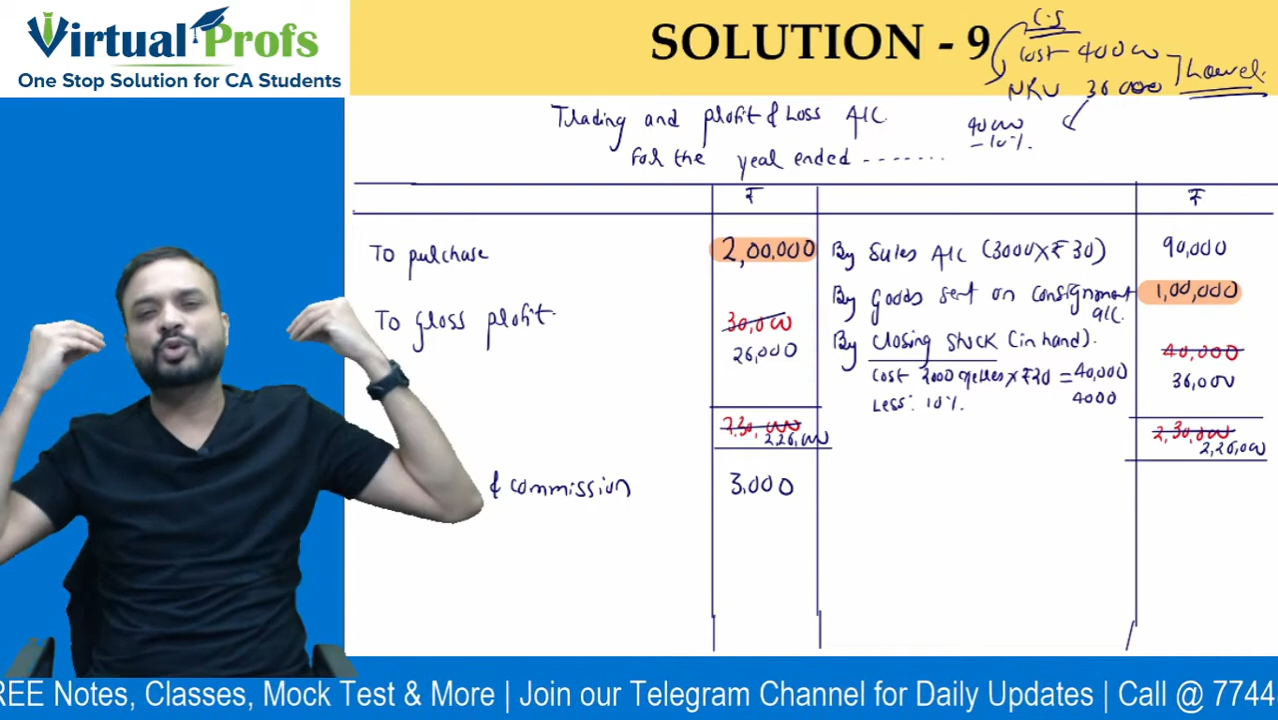 Virtual Profs
One Stop Solution for CA Students
SOLUTION - 9
C.S
Cost 40000
NRV 36000
Lower.
40000
- 10%.
Trading and profit & Loss A/C.
For the year ended --------
₹ ₹
To purchase 2,00,000 By Sales A/C (3000x₹30) 90,000
By Goods sent on consignment 1,00,000
a/c.
To Gross profit 30,000
26,000
By closing stock (in hand). 40,000
Cost 2000 cycles x ₹20 = 40,000 36,000
Less: 10%. 4000
2,30,000 2,30,000
2,26,000 2,26,000
& commission 3,000
REE Notes, Classes, Mock Test & More | Join our Telegram Channel for Daily Updates | Call @ 7744